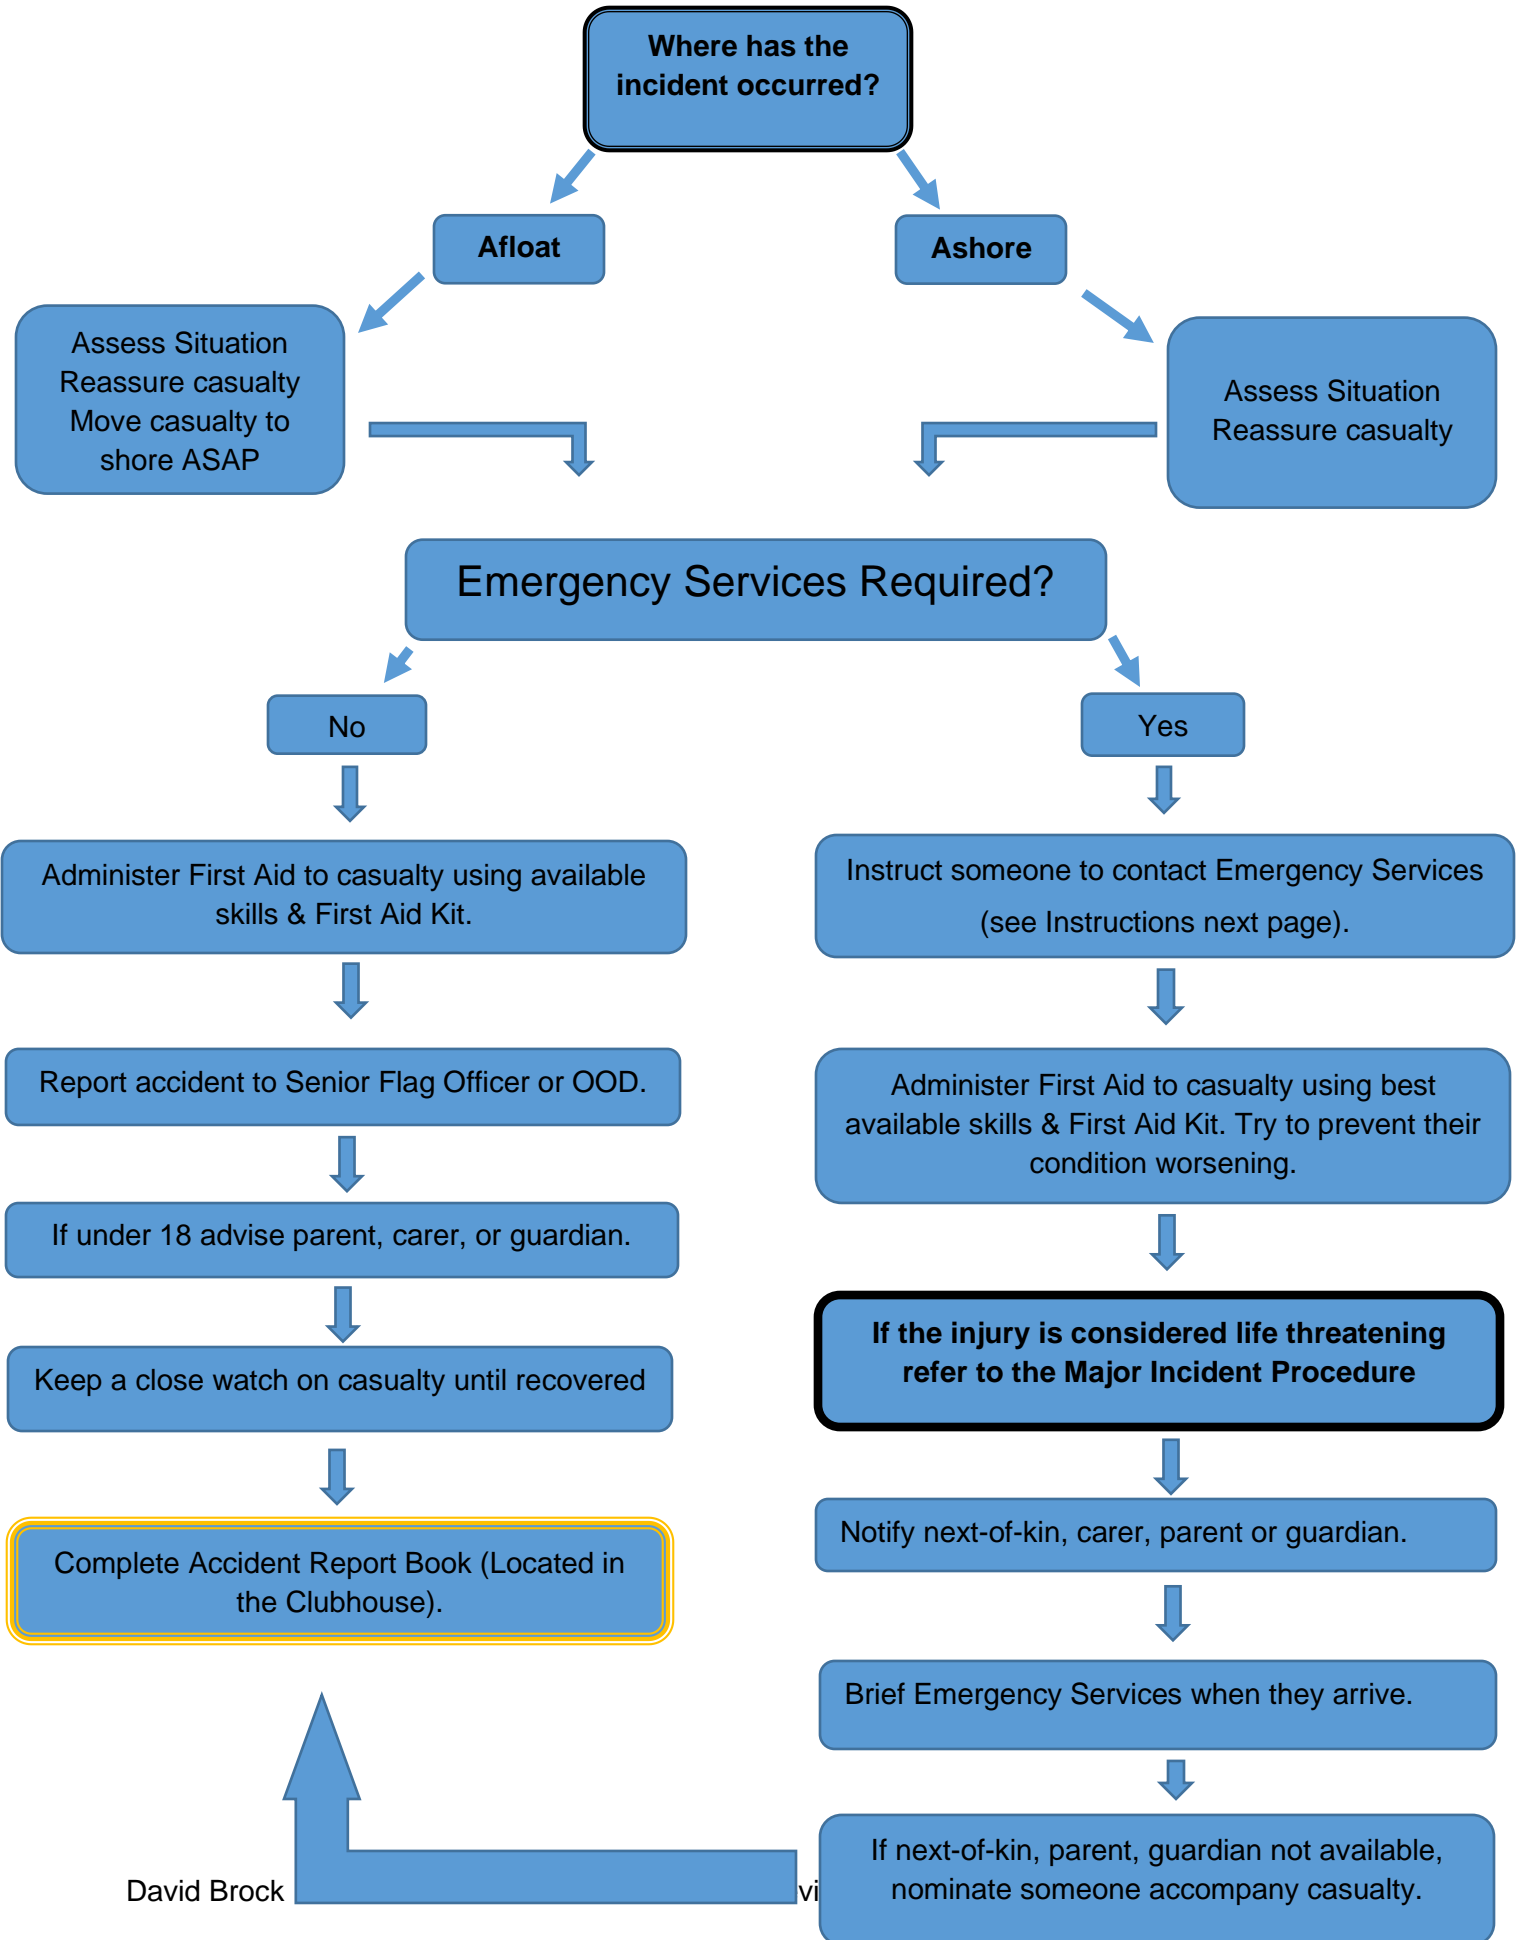 Where has the
incident occurred?
Afloat
Ashore
Assess Situation
Reassure casualty
Move casualty to
shore ASAP
Assess Situation
Reassure casualty
Emergency Services Required?
No
Yes
Administer First Aid to casualty using available
skills & First Aid Kit.
Report accident to Senior Flag Officer or OOD.
If under 18 advise parent, carer, or guardian.
Keep a close watch on casualty until recovered
Complete Accident Report Book (Located in
the Clubhouse).
Instruct someone to contact Emergency Services
(see Instructions next page).
Administer First Aid to casualty using best
available skills & First Aid Kit. Try to prevent their
condition worsening.
If the injury is considered life threatening
refer to the Major Incident Procedure
Notify next-of-kin, carer, parent or guardian.
Brief Emergency Services when they arrive.
If next-of-kin, parent, guardian not available,
nominate someone accompany casualty.
David Brock